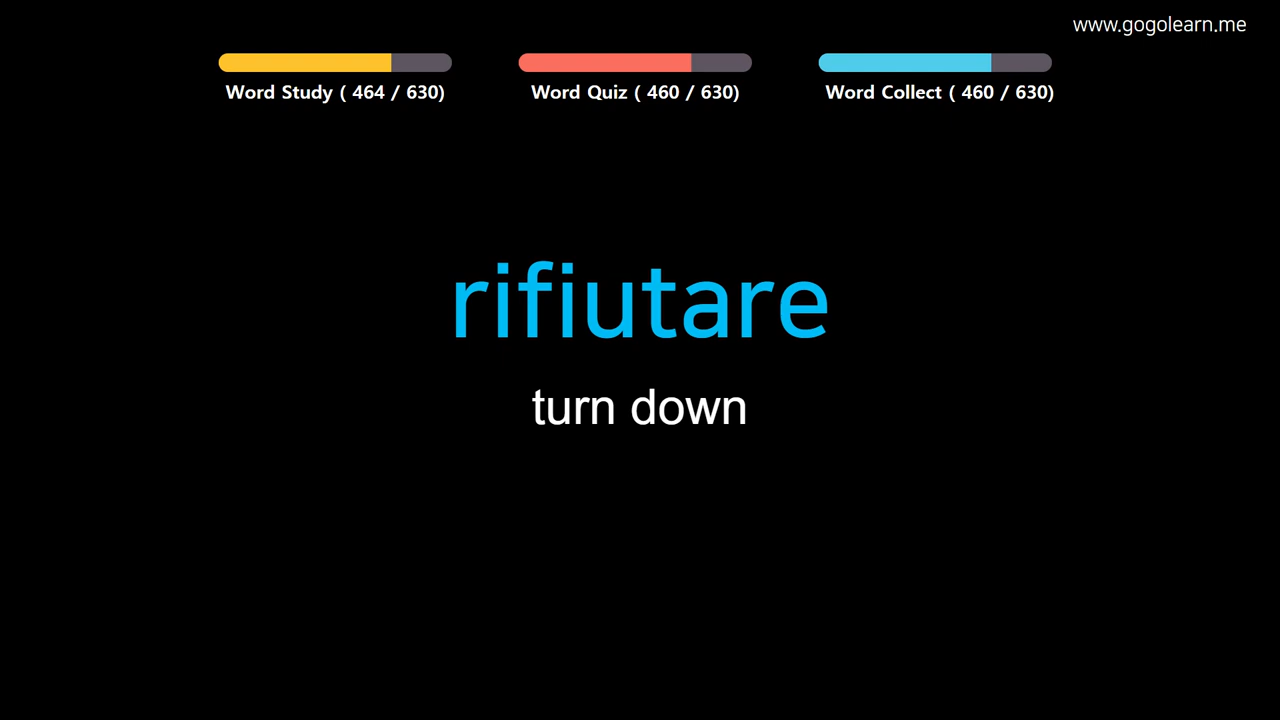 www.gogolearn.me
Word Study ( 464 / 630)
Word Quiz ( 460 / 630)
Word Collect ( 460 / 630)
rifiutare
turn down